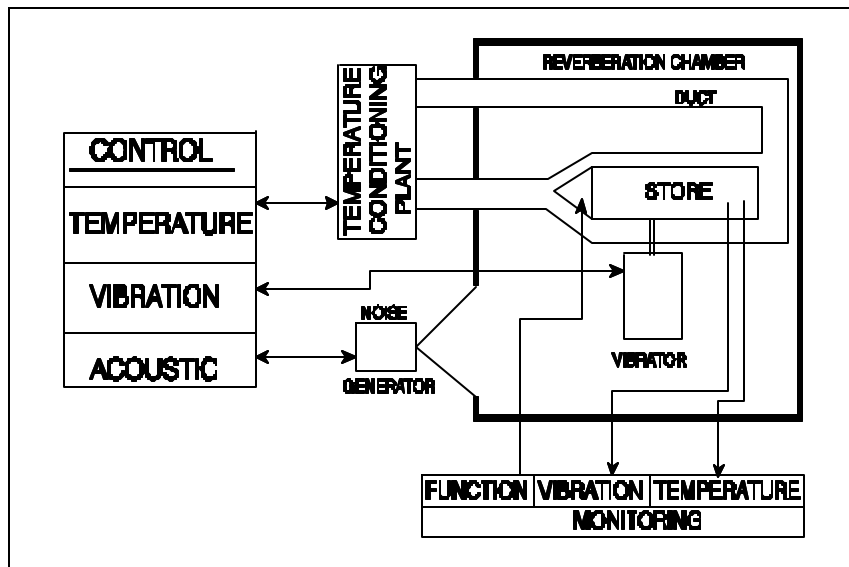 REVERBERATION CHAMBER
DUCT
TEMPERATURE
CONDITIONING
PLANT
CONTROL
TEMPERATURE
VIBRATION
ACOUSTIC
STORE
NOISE
GENERATOR
VIBRATOR
FUNCTION VIBRATION TEMPERATURE
MONITORING